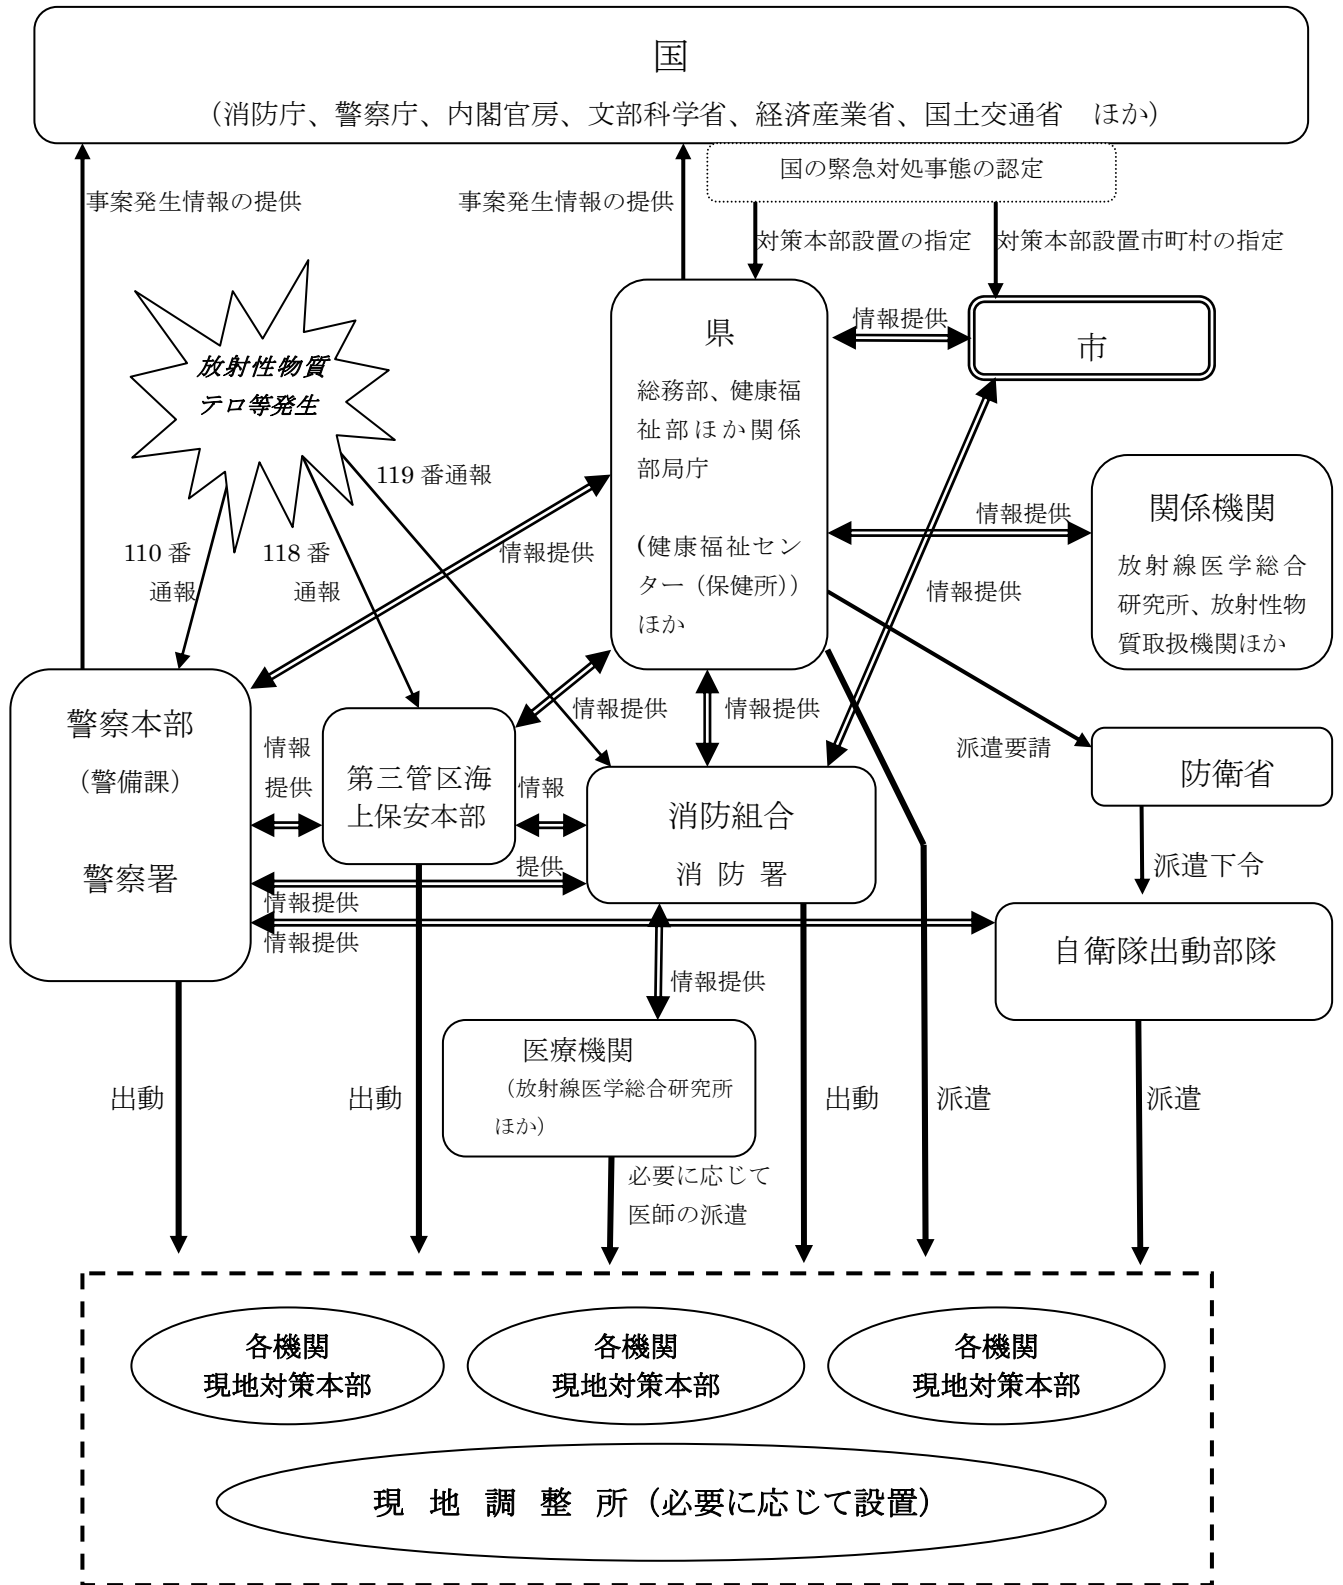 国
（消防庁、警察庁、内閣官房、文部科学省、経済産業省、国土交通省　ほか）
国の緊急対処事態の認定
事案発生情報の提供
事案発生情報の提供
対策本部設置の指定
対策本部設置市町村の指定
放射性物質
テロ等発生
県
総務部、健康福
祉部ほか関係
部局庁
（健康福祉セン
ター（保健所））
ほか
情報提供
市
119 番通報
110 番
通報
118 番
通報
情報提供
情報提供
関係機関
放射線医学総合
研究所、放射性物
質取扱機関ほか
情報提供
情報提供
情報提供
派遣要請
防衛省
派遣下令
警察本部
（警備課）
警察署
情報
提供
第三管区海
上保安本部
情報
提供
消防組合
消 防 署
情報提供
情報提供
自衛隊出動部隊
情報提供
医療機関
（放射線医学総合研究所
ほか）
出動
出動
出動
派遣
派遣
必要に応じて
医師の派遣
各機関
現地対策本部
各機関
現地対策本部
各機関
現地対策本部
現 地 調 整 所（必要に応じて設置）